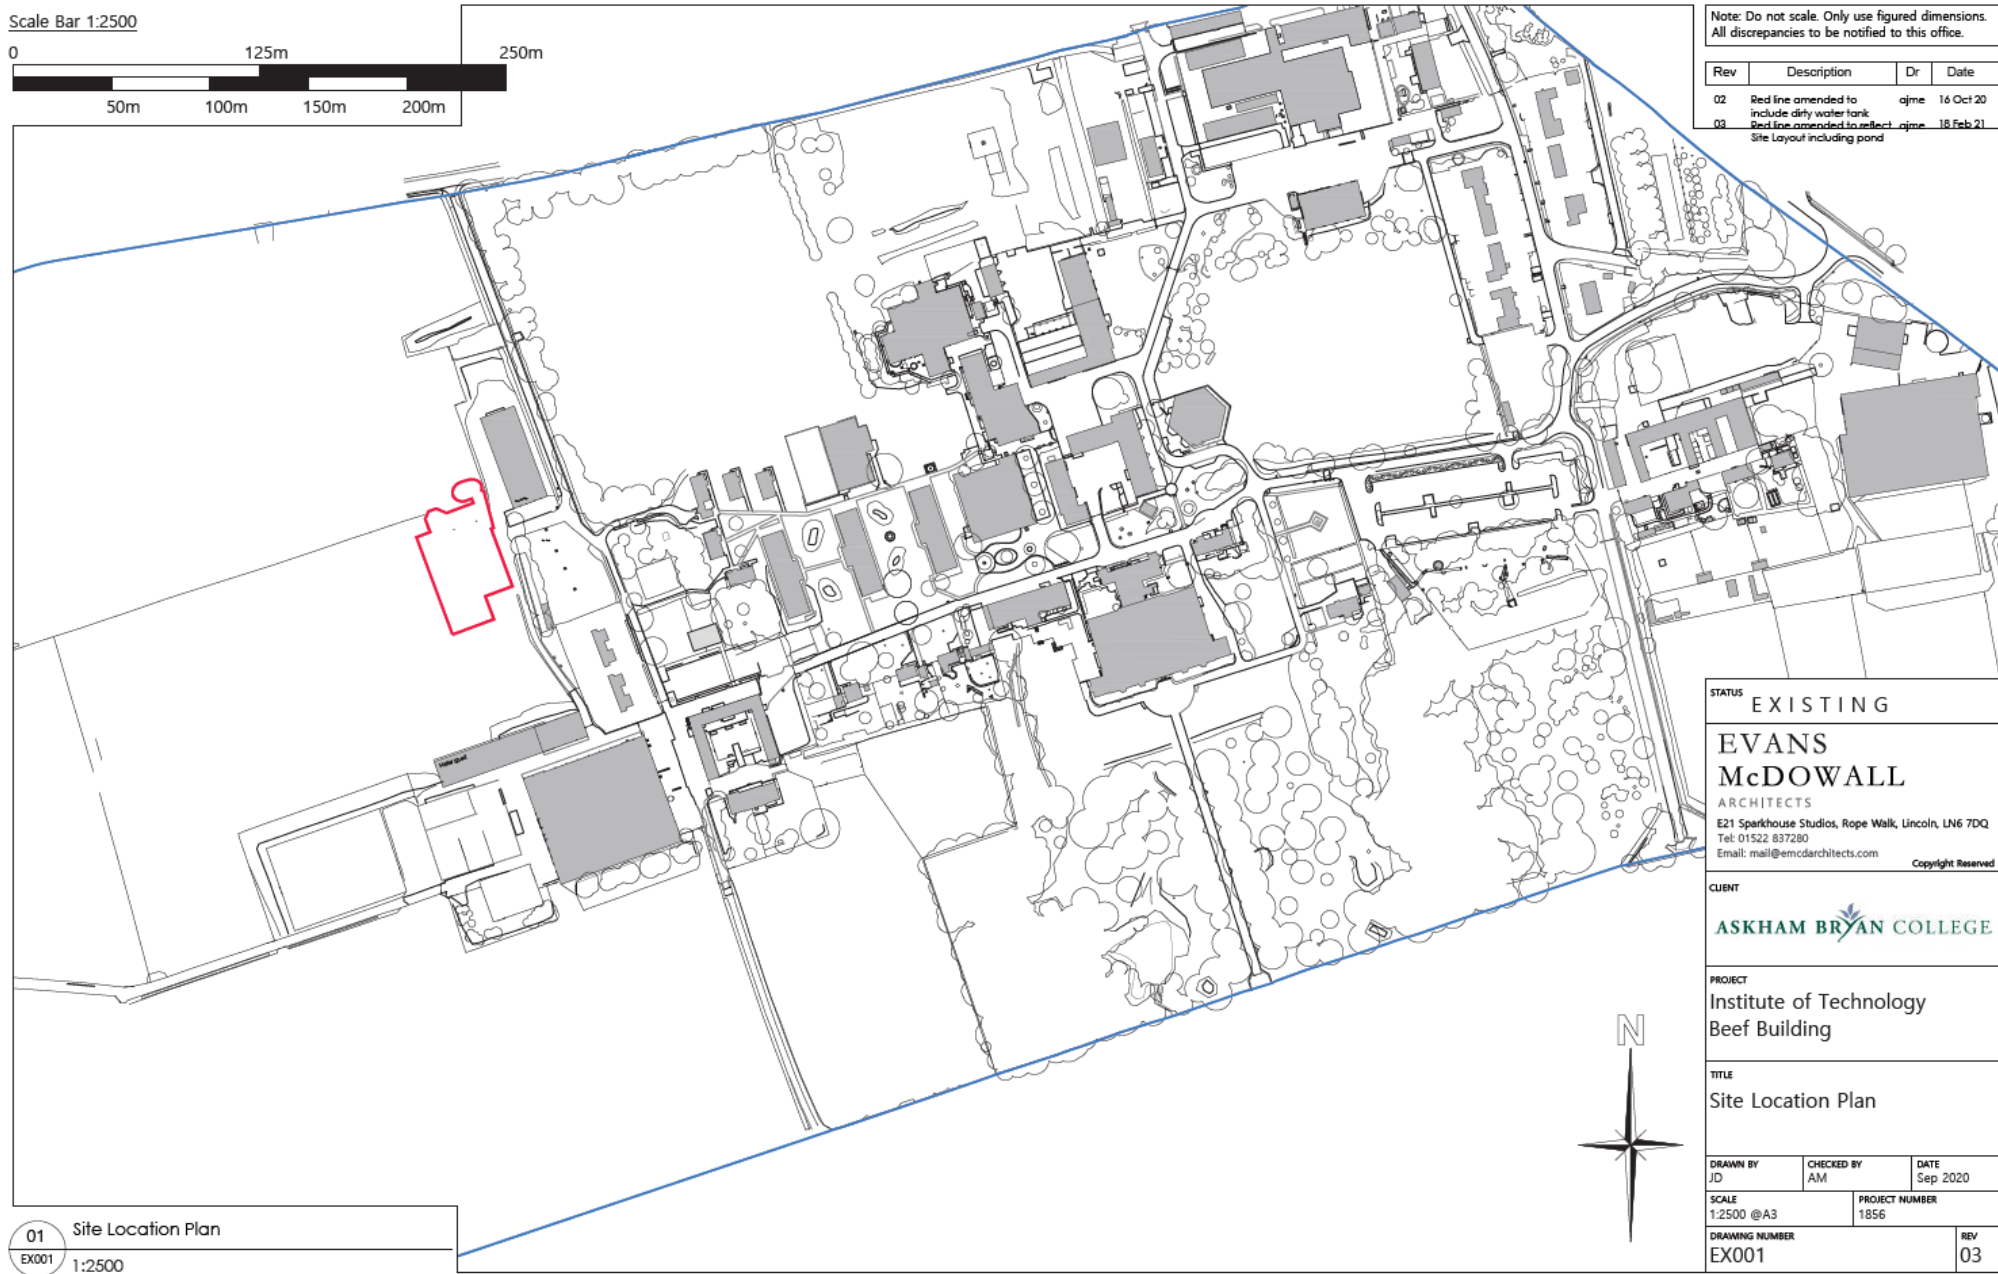 Scale Bar 1:2500
0 125m 250m
50m 100m 150m 200m
Note: Do not scale. Only use figured dimensions.
All discrepancies to be notified to this office.
Rev Description Dr Date
02 Red line amended to ajme 16 Oct 20
include dirty water tank
03 Red line amended to reflect ajme 18 Feb 21
Site Layout including pond
STATUS
EXISTING
EVANS
McDOWALL
ARCHITECTS
E21 Sparkhouse Studios, Rope Walk, Lincoln, LN6 7DQ
Tel: 01522 837280
Email: mail@emcdarchitects.com
Copyright Reserved
CLIENT
ASKHAM BRYAN COLLEGE
PROJECT
Institute of Technology
Beef Building
TITLE
Site Location Plan
N
DRAWN BY CHECKED BY DATE
JD AM Sep 2020
SCALE PROJECT NUMBER
1:2500 @A3 1856
DRAWING NUMBER REV
EX001 03
01 Site Location Plan
EX001 1:2500